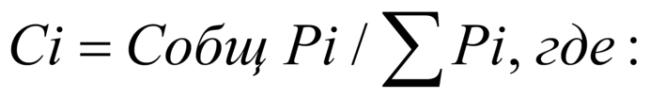 Ci = Cобщ Pi / ∑ Pi, где :